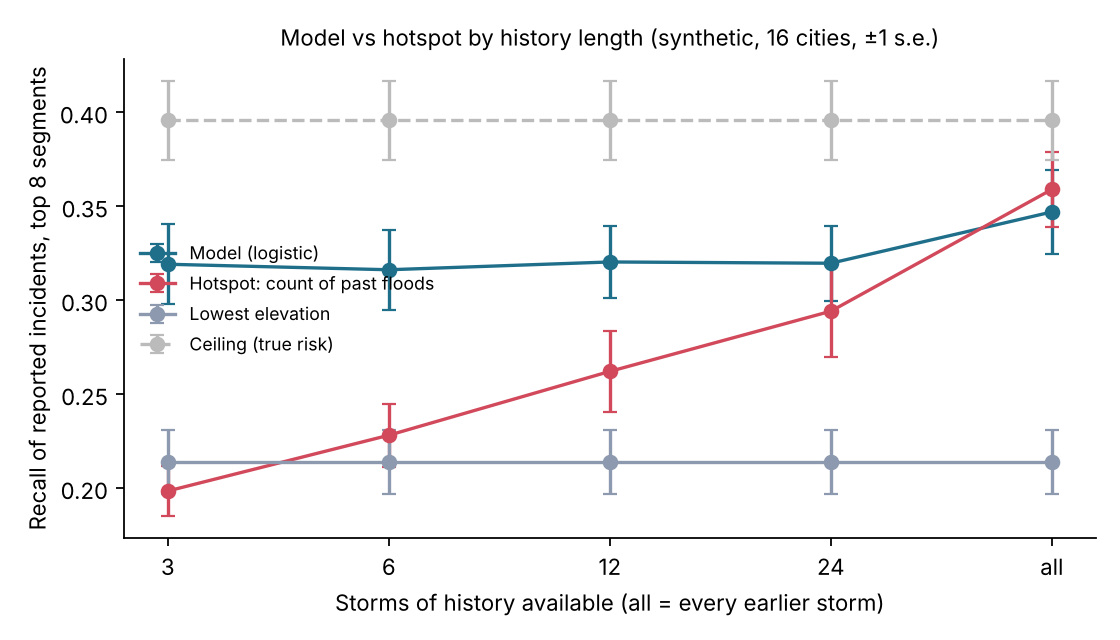 Model vs hotspot by history length (synthetic, 16 cities, ±1 s.e.)
Recall of reported incidents, top 8 segments
0.40
0.35
0.30
0.25
0.20
Model (logistic)
Hotspot: count of past floods
Lowest elevation
Ceiling (true risk)
3 6 12 24 all
Storms of history available (all = every earlier storm)